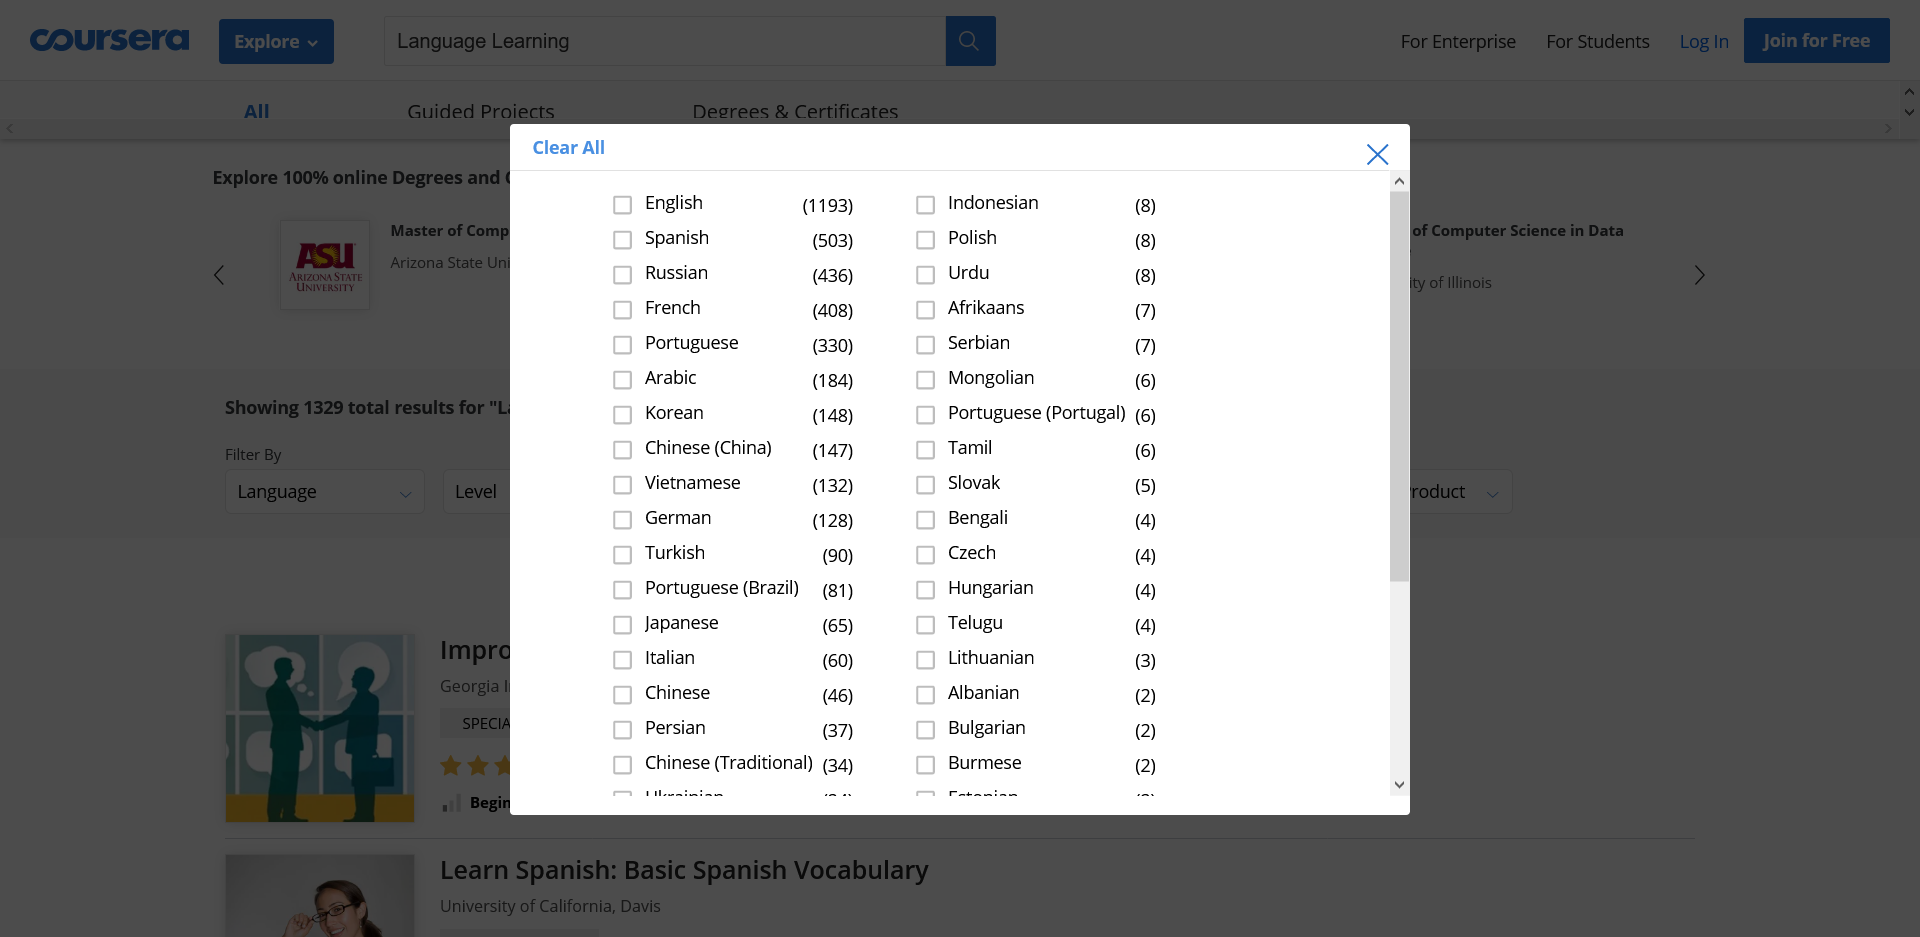 coursera
Explore
Language Learning
For Enterprise
For Students
Log In
Join for Free
All
Guided Projects
Degrees & Certificates
Clear All
Explore 100% online Degrees and
ASU
ARIZONA STATE
UNIVERSITY
Master of Comp
Arizona State Uni
of Computer Science in Data
ity of Illinois
Showing 1329 total results for "L
Filter By
Language
Level
roduct
English (1193)
Spanish (503)
Russian (436)
French (408)
Portuguese (330)
Arabic (184)
Korean (148)
Chinese (China) (147)
Vietnamese (132)
German (128)
Turkish (90)
Portuguese (Brazil) (81)
Japanese (65)
Italian (60)
Chinese (46)
Persian (37)
Chinese (Traditional) (34)
Ukrainian
Indonesian (8)
Polish (8)
Urdu (8)
Afrikaans (7)
Serbian (7)
Mongolian (6)
Portuguese (Portugal) (6)
Tamil (6)
Slovak (5)
Bengali (4)
Czech (4)
Hungarian (4)
Telugu (4)
Lithuanian (3)
Albanian (2)
Bulgarian (2)
Burmese (2)
Estonian
Impro
Georgia I
SPECIA
Begin
Learn Spanish: Basic Spanish Vocabulary
University of California, Davis